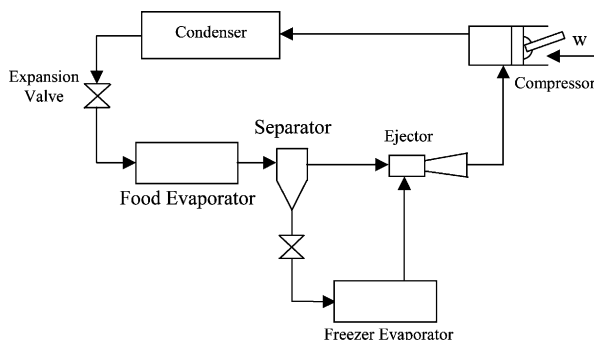 Condenser
W
Compressor
Expansion
Valve
Separator
Ejector
Food Evaporator
Freezer Evaporator